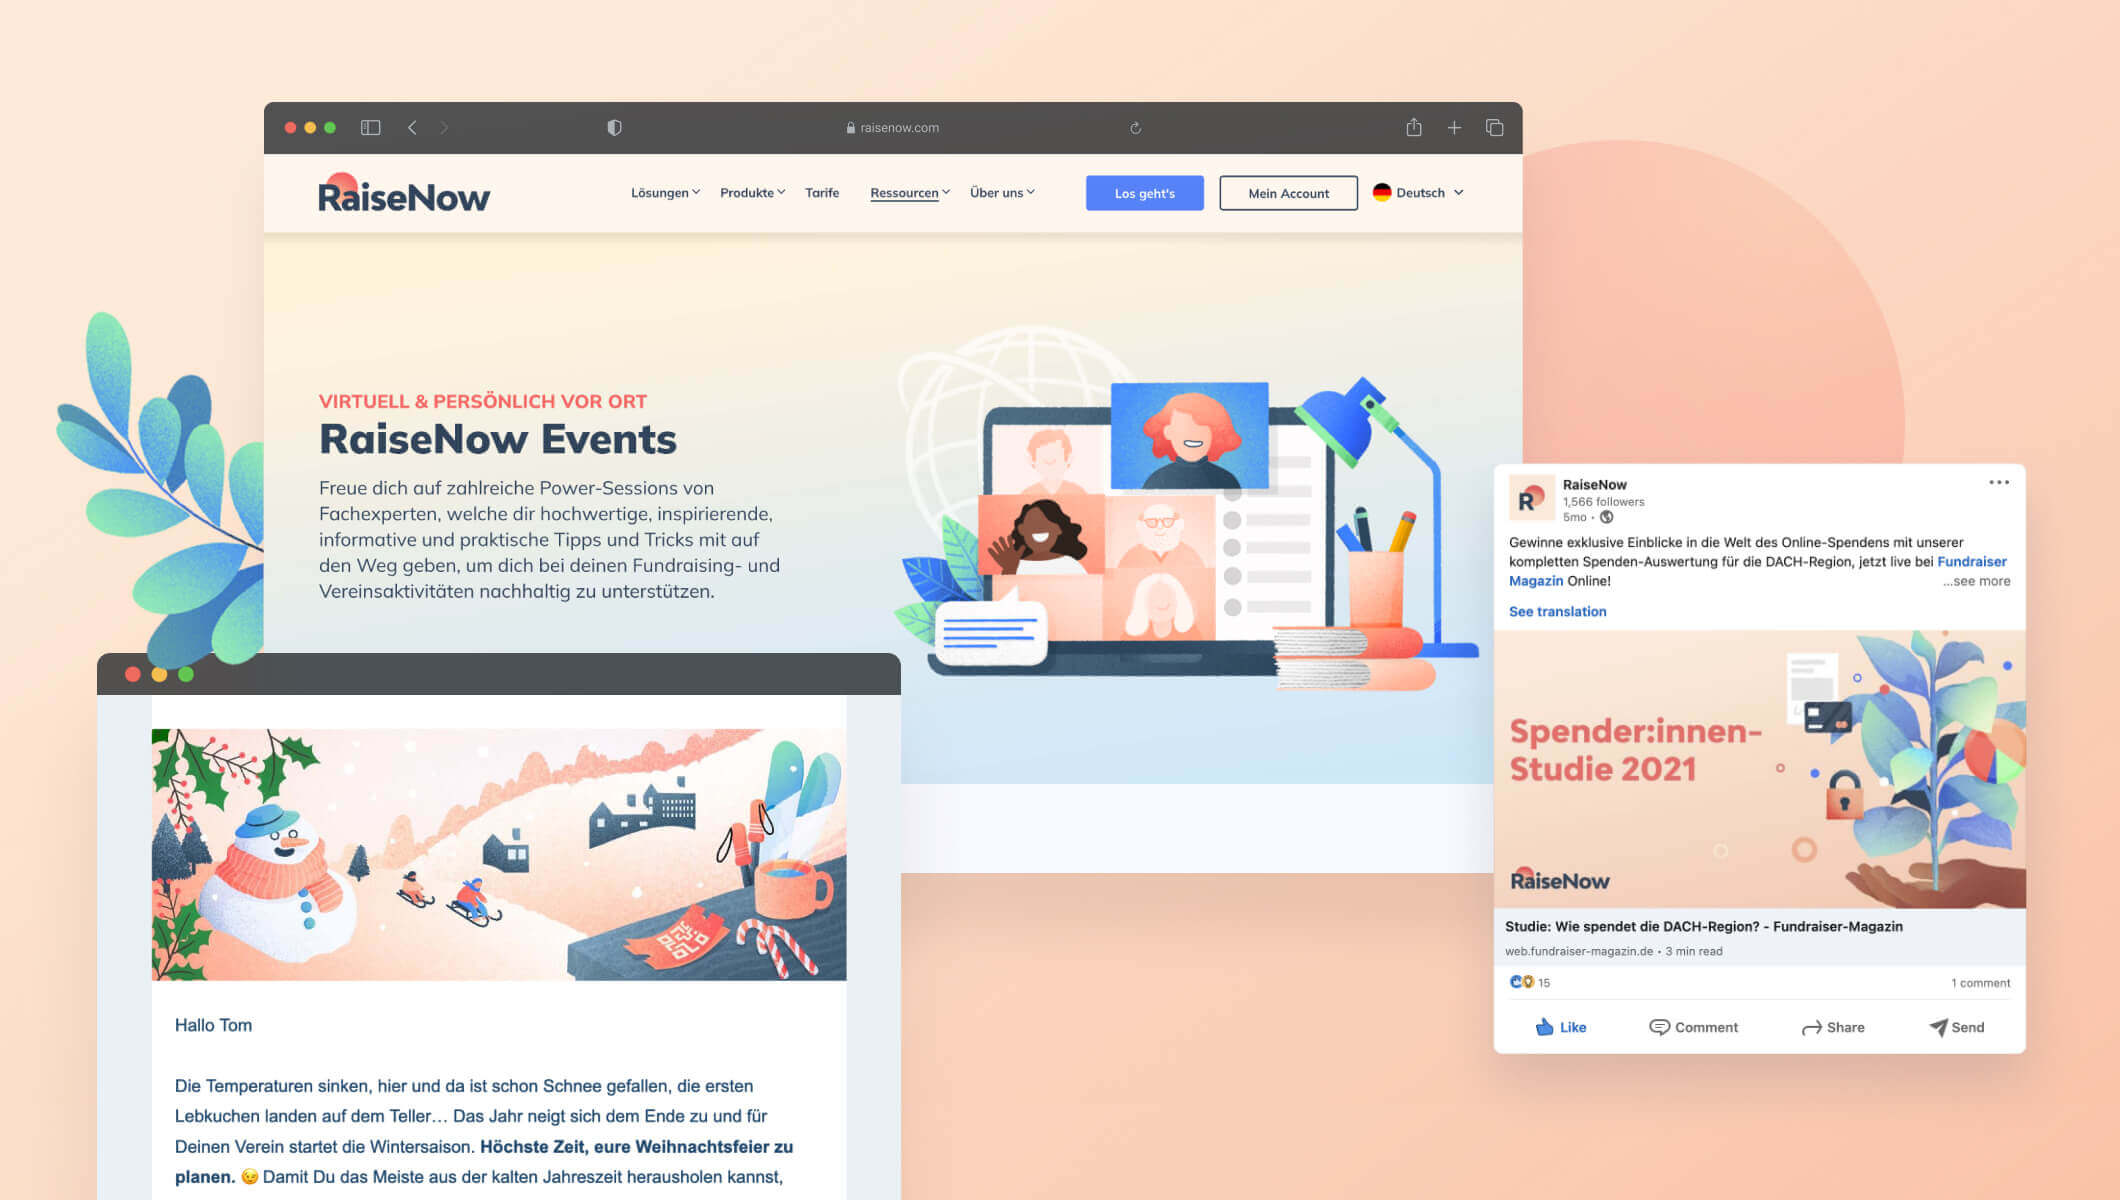 raisenow.com
RaiseNow
Lösungen Produkte Tarife Ressourcen Über uns Los geht's Mein Account Deutsch
VIRTUELL & PERSÖNLICH VOR ORT
RaiseNow Events
Freue dich auf zahlreiche Power-Sessions von
Fachexperten, welche dir hochwertige, inspirierende,
informative und praktische Tipps und Tricks mit auf
den Weg geben, um dich bei deinen Fundraising- und
Vereinsaktivitäten nachhaltig zu unterstützen.
Hallo Tom
Die Temperaturen sinken, hier und da ist schon Schnee gefallen, die ersten
Lebkuchen landen auf dem Teller… Das Jahr neigt sich dem Ende zu und für
Deinen Verein startet die Wintersaison. Höchste Zeit, eure Weihnachtsfeier zu
planen. 😉 Damit Du das Meiste aus der kalten Jahreszeit herausholen kannst,
R
RaiseNow
1,566 followers
5mo •
Gewinne exklusive Einblicke in die Welt des Online-Spendens mit unserer
kompletten Spenden-Auswertung für die DACH-Region, jetzt live bei Fundraiser
Magazin Online! ...see more
See translation
Spender:innen-
Studie 2021
RaiseNow
Studie: Wie spendet die DACH-Region? - Fundraiser-Magazin
web.fundraiser-magazin.de • 3 min read
15 1 comment
Like Comment Share Send